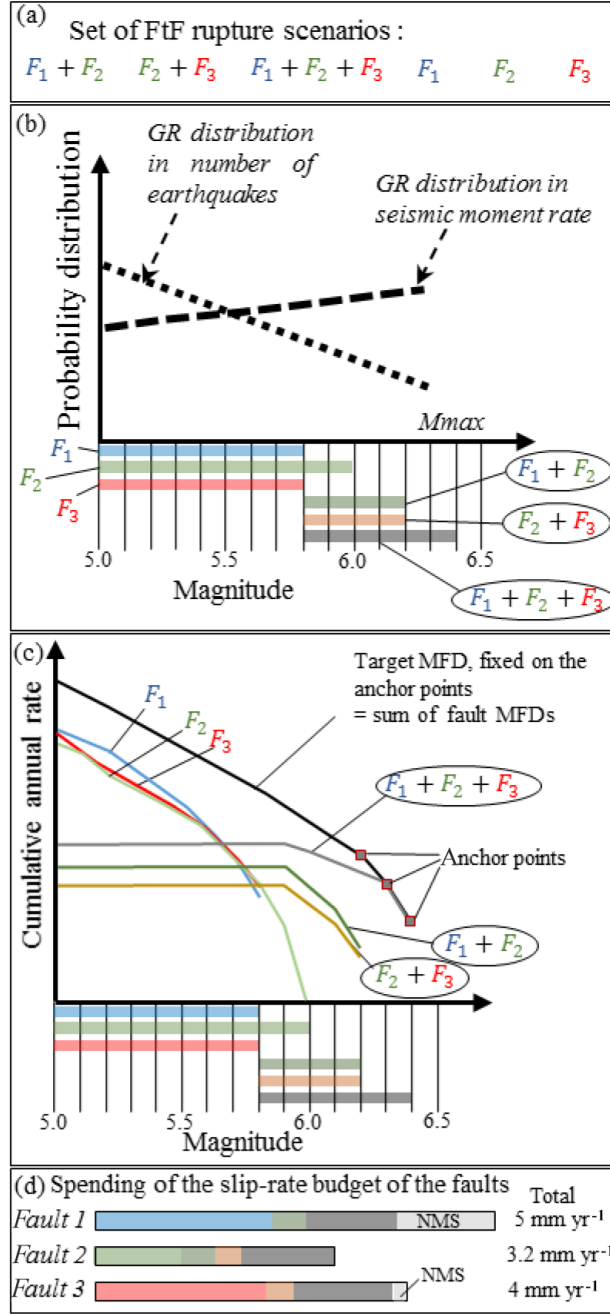 (a)
Set of FtF rupture scenarios :
F₁ + F₂ F₂ + F₃ F₁ + F₂ + F₃ F₁ F₂ F₃
(b)
GR distribution
in number of
earthquakes
GR distribution in
seismic moment rate
Probability distribution
Mmax
F₁
F₂
F₃
F₁ + F₂
F₂ + F₃
F₁ + F₂ + F₃
5.0 5.5 6.0 6.5
Magnitude
(c)
Target MFD, fixed on the
anchor points
= sum of fault MFDs
F₁
F₂
F₃
F₁ + F₂ + F₃
Cumulative annual rate
Anchor points
F₁ + F₂
F₂ + F₃
5.0 5.5 6.0 6.5
Magnitude
(d) Spending of the slip-rate budget of the faults
Total
Fault 1 NMS 5 mm yr⁻¹
Fault 2 3.2 mm yr⁻¹
NMS
Fault 3 4 mm yr⁻¹